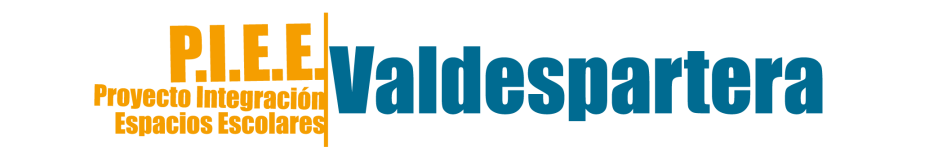 P.I.E.E.
Proyecto Integración
Espacios Escolares
Valdespartera